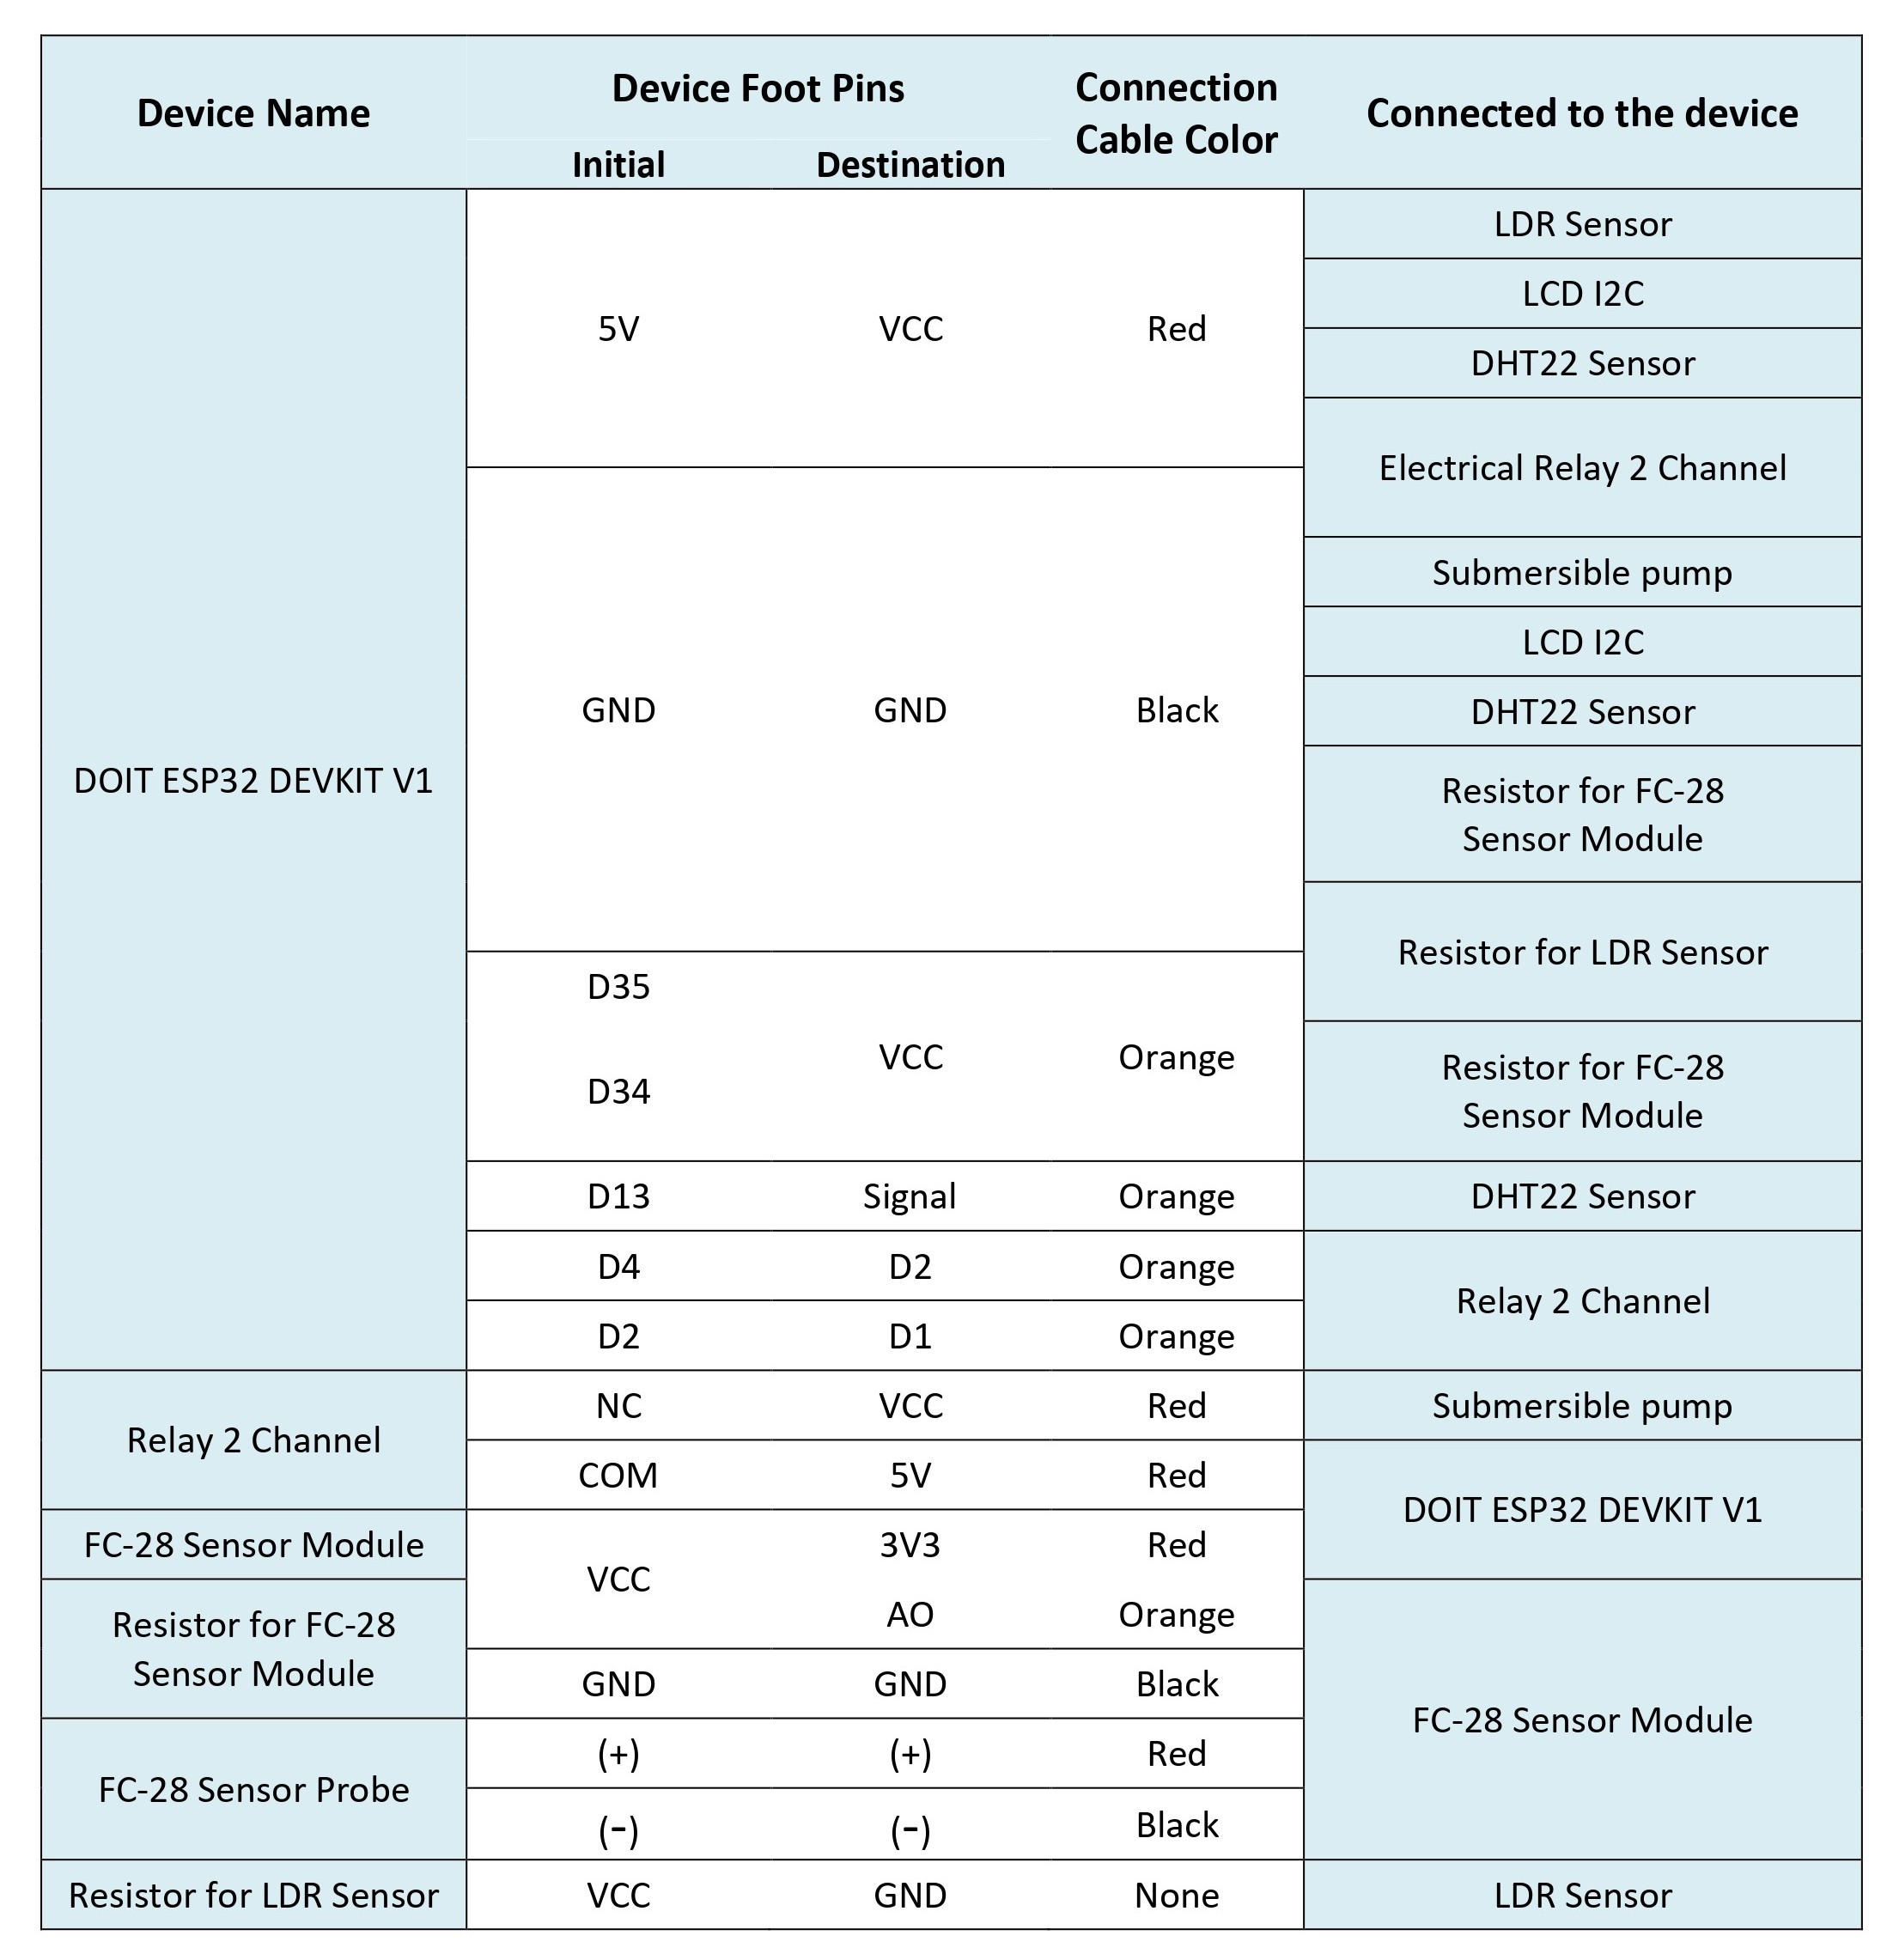 Device Name
Device Foot Pins
Connection
Cable Color
Connected to the device
Initial
Destination
DOIT ESP32 DEVKIT V1
5V
VCC
Red
LDR Sensor
LCD I2C
DHT22 Sensor
Electrical Relay 2 Channel
GND
GND
Black
Submersible pump
LCD I2C
DHT22 Sensor
Resistor for FC-28
Sensor Module
Resistor for LDR Sensor
D35
D34
VCC
Orange
Resistor for FC-28
Sensor Module
D13
Signal
Orange
DHT22 Sensor
D4
D2
Orange
Relay 2 Channel
D2
D1
Orange
Relay 2 Channel
NC
VCC
Red
Submersible pump
COM
5V
Red
DOIT ESP32 DEVKIT V1
FC-28 Sensor Module
VCC
3V3
Red
Resistor for FC-28
Sensor Module
AO
Orange
FC-28 Sensor Module
GND
GND
Black
FC-28 Sensor Probe
(+)
(+)
Red
(−)
(−)
Black
Resistor for LDR Sensor
VCC
GND
None
LDR Sensor